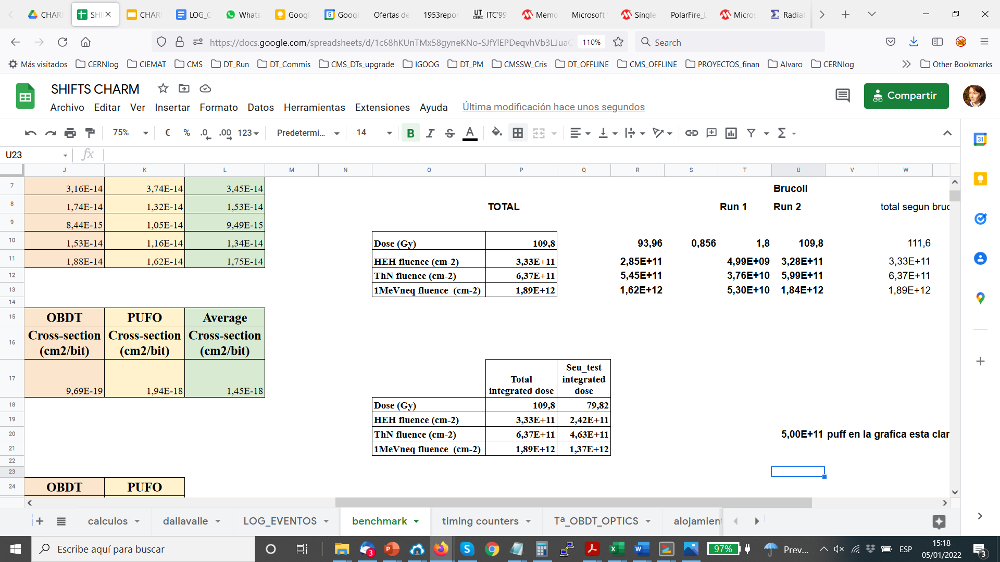 CHAR
SHI
CHAR
LOG_C
Whats
Googl
5 Googl
Ofertas de
1953repor
UT CERC ITC'99
Memo
Microsoft
Single
PolarFire_
Micros
Radiat
https://docs.google.com/spreadsheets/d/1c68hKUnTMx58gyneKNo-SJfYlEPDeqvhVb3LJuaC
110%
Search
Más visitados CERNlog CIEMAT CMS DT_Run DT_Commis CMS_DTs_upgrade IGOOG DT_PM CMSSW_Cris DT_OFFLINE CMS_OFFLINE PROYECTOS_finan Alvaro CERNlog Other Bookmarks
SHIFTS CHARM
Archivo Editar Ver Insertar Formato Datos Herramientas Extensiones Ayuda Última modificación hace unos segundos
Compartir
75% € % .0 .00 123 Predetermi... 14 B I S A Σ
31
U23 fx
J K L M N O P Q R S T U V W
7 3,16E-14 3,74E-14 3,45E-14 Brucoli
8 1,74E-14 1,32E-14 1,53E-14 TOTAL Run 1 Run 2 total segun bruc
9 8,44E-15 1,05E-14 9,49E-15
10 1,53E-14 1,16E-14 1,34E-14 Dose (Gy) 109,8 93,96 0,856 1,8 109,8 111,6
11 1,88E-14 1,62E-14 1,75E-14 HEH fluence (cm-2) 3,33E+11 2,85E+11 4,99E+09 3,28E+11 3,33E+11
12 ThN fluence (cm-2) 6,37E+11 5,45E+11 3,76E+10 5,99E+11 6,37E+11
13 1MeVneq fluence (cm-2) 1,89E+12 1,62E+12 5,30E+10 1,84E+12 1,89E+12
14
15 OBDT PUFO Average
16 Cross-section (cm2/bit) Cross-section (cm2/bit) Cross-section (cm2/bit)
17 9,69E-19 1,94E-18 1,45E-18 Total integrated dose Seu_test integrated dose
18 Dose (Gy) 109,8 79,82
19 HEH fluence (cm-2) 3,33E+11 2,42E+11
20 ThN fluence (cm-2) 6,37E+11 4,63E+11 5,00E+11 puff en la grafica esta clar
21 1MeVneq fluence (cm-2) 1,89E+12 1,37E+12
22
23
24 OBDT PUFO
calculos dallavalle LOG_EVENTOS benchmark timing counters Tª_OBDT_OPTICS alojamien
Escribe aquí para buscar
3
97%
Prev...
ESP
15:18
05/01/2022
3